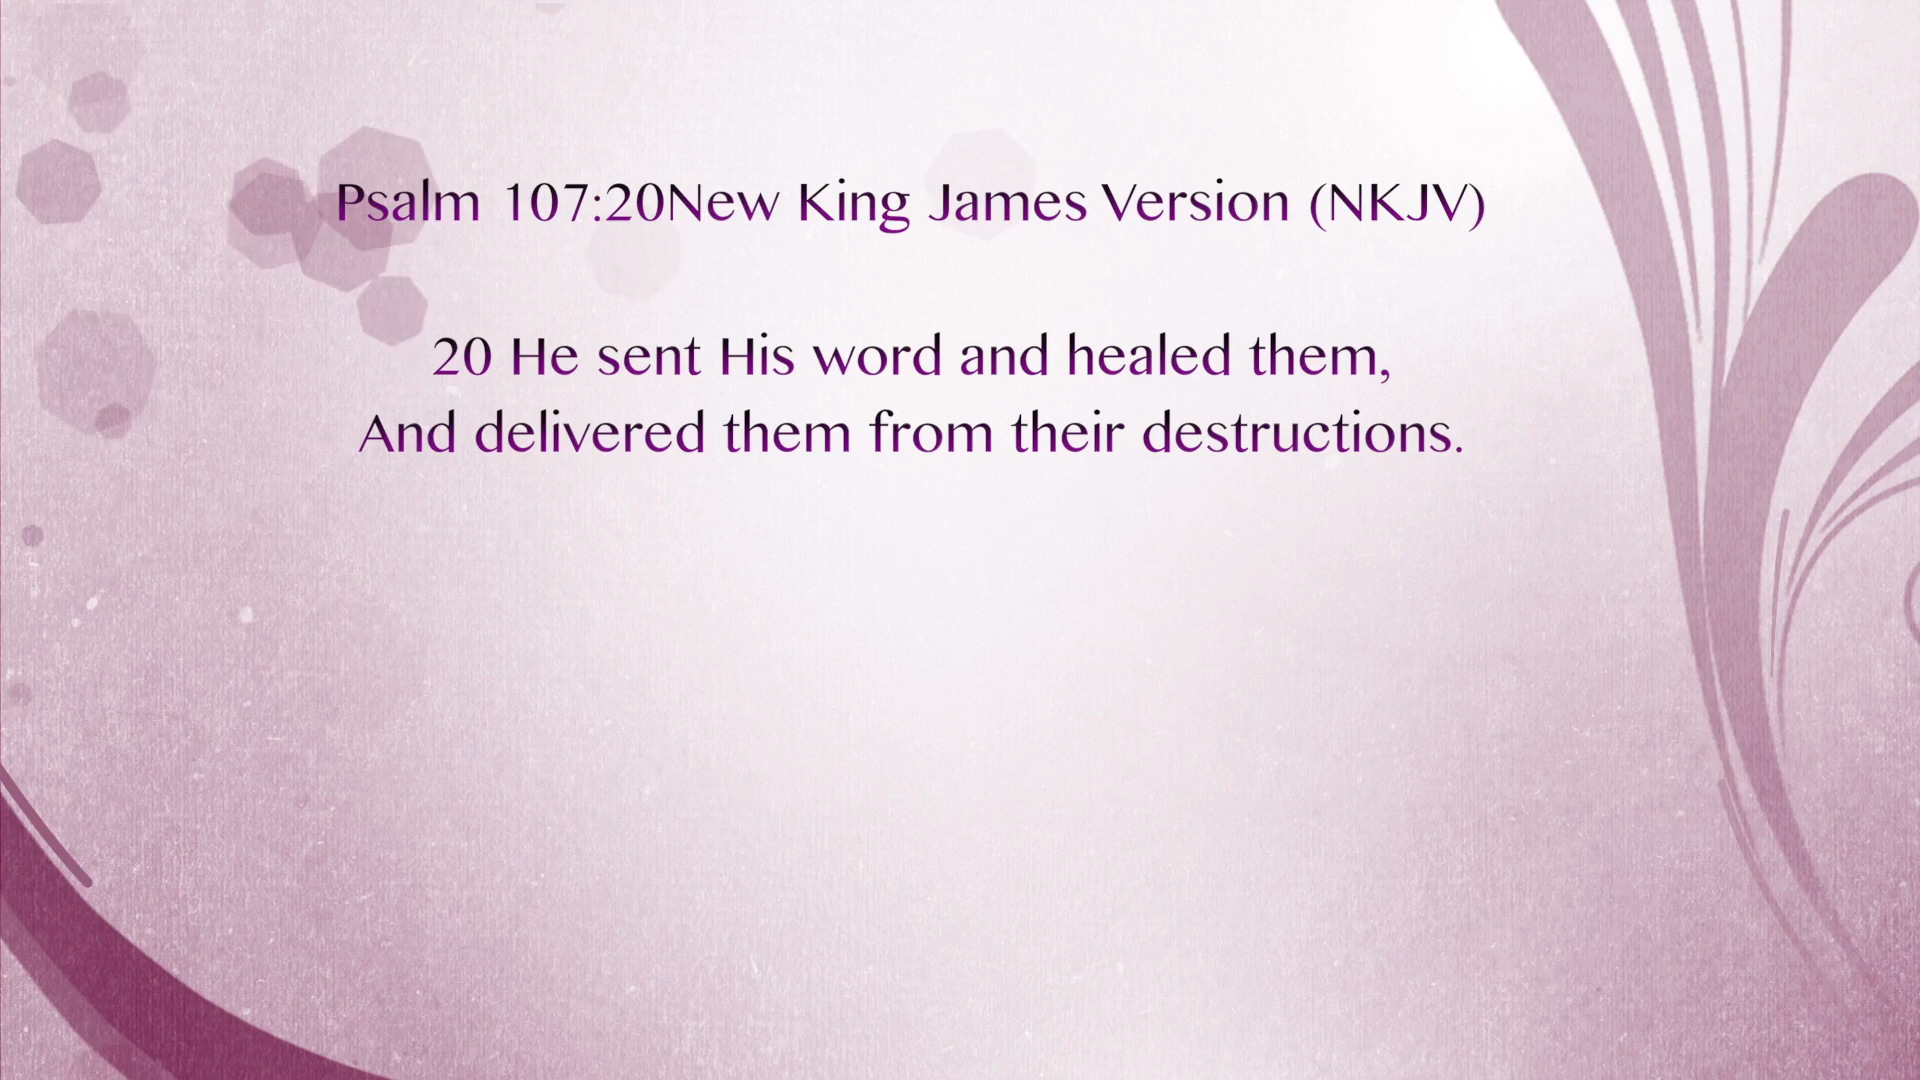 Psalm 107:20New King James Version (NKJV)
20 He sent His word and healed them,
And delivered them from their destructions.